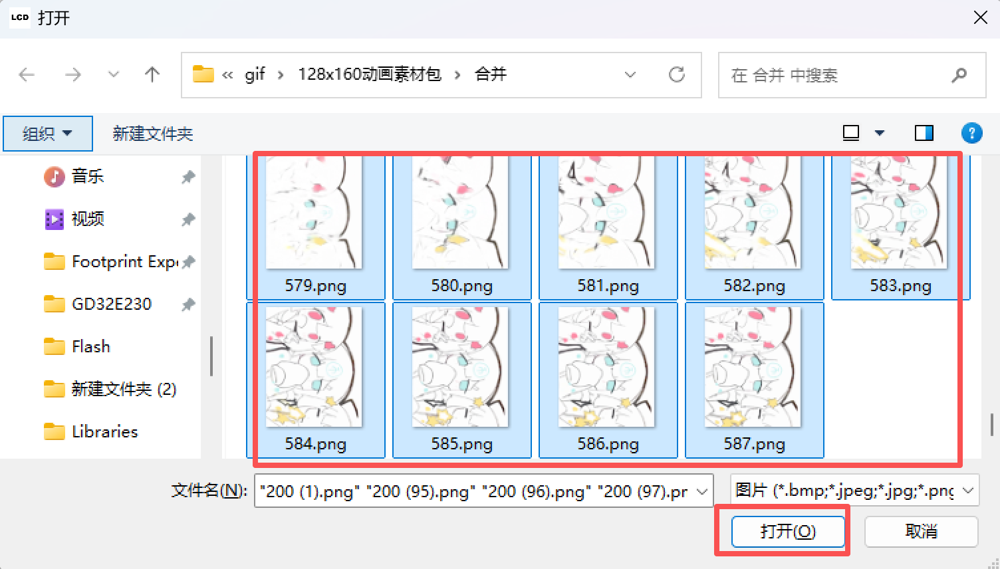 LCD 打开
« gif › 128x160动画素材包 › 合并
在 合并 中搜索
组织 新建文件夹
?
音乐
视频
Footprint Exp
GD32E230
Flash
新建文件夹 (2)
Libraries
579.png 580.png 581.png 582.png 583.png
584.png 585.png 586.png 587.png
文件名(N): "200 (1).png" "200 (95).png" "200 (96).png" "200 (97).pr
图片 (*.bmp;*.jpeg;*.jpg;*.png
打开(O) 取消